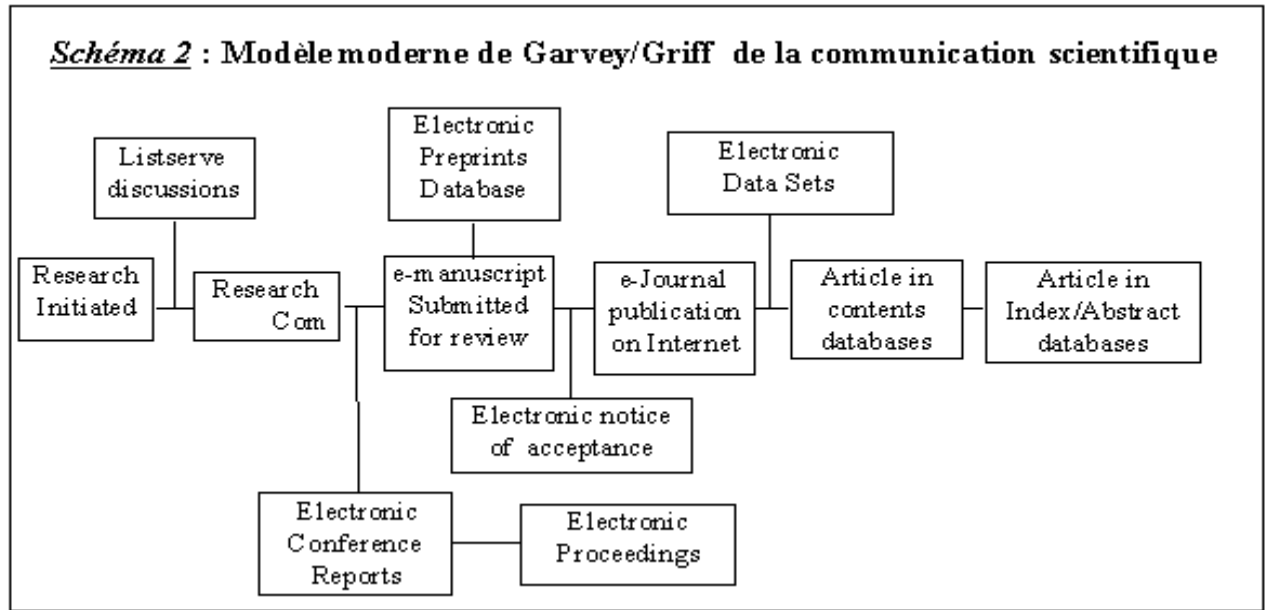 Schéma 2 : Modèle moderne de Garvey/Griff de la communication scientifique
Listserve
discussions
Electronic
Preprints
Database
Electronic
Data Sets
Research
Initiated
Research
Com
e-manuscript
Submitted
for review
e-Journal
publication
on Internet
Article in
contents
databases
Article in
Index/Abstract
databases
Electronic notice
of acceptance
Electronic
Conference
Reports
Electronic
Proceedings